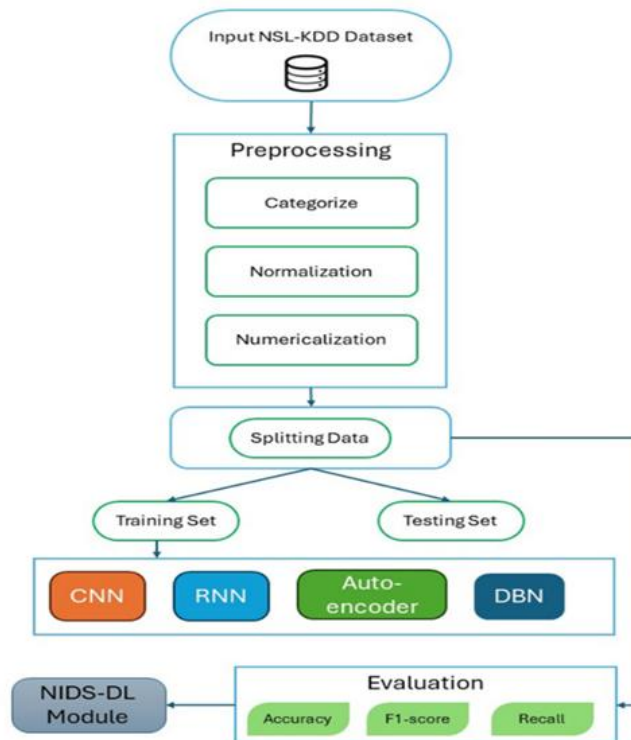 Input NSL-KDD Dataset
Preprocessing
Categorize
Normalization
Numericalization
Splitting Data
Training Set
Testing Set
CNN
RNN
Auto-
encoder
DBN
NIDS-DL
Module
Evaluation
Accuracy
F1-score
Recall